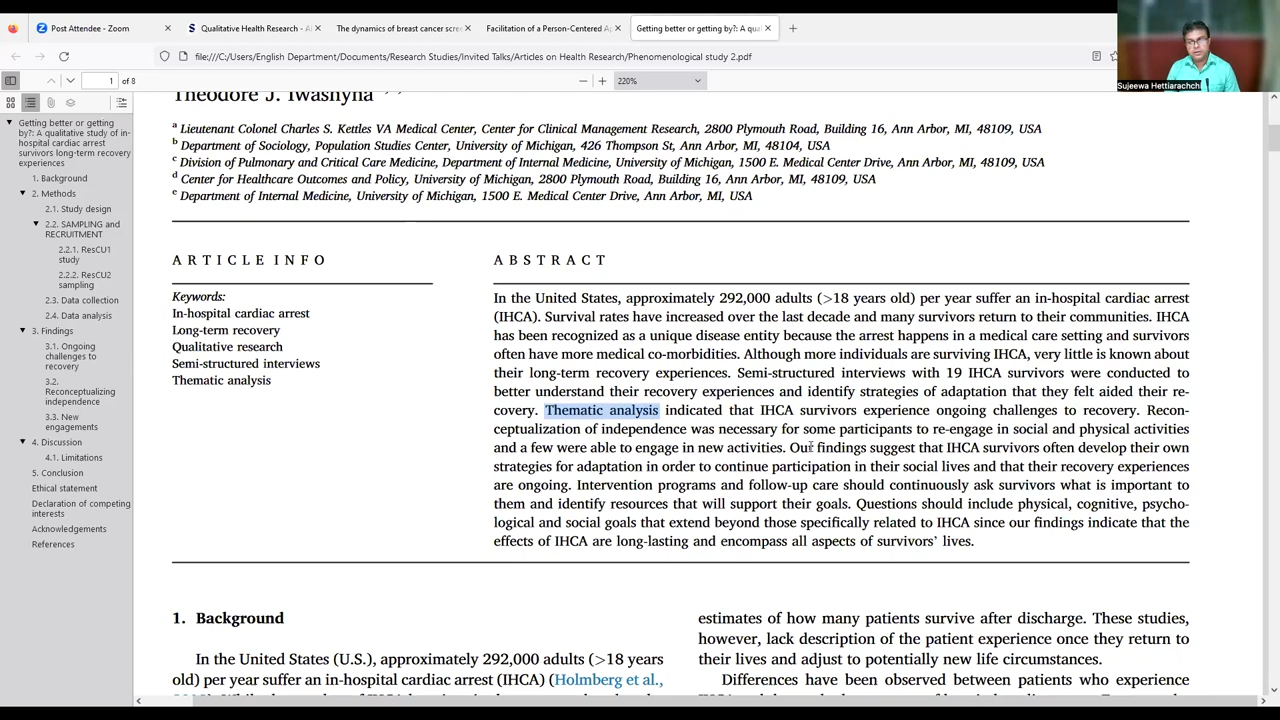 Post Attendee - Zoom
Qualitative Health Research - A
The dynamics of breast cancer scre
Facilitation of a Person-Centered A
Getting better or getting by?: A qua
file:///C:/Users/English Department/Documents/Research Studies/Invited Talks/Articles on Health Research/Phenomenological study 2.pdf
1 of 8
220%
Sujeewa Hettiarachchi
Getting better or getting
by?: A qualitative study of in-
hospital cardiac arrest
survivors long-term recovery
experiences
1. Background
2. Methods
2.1. Study design
2.2. SAMPLING and
RECRUITMENT
2.2.1. ResCU1
study
2.2.2. ResCU2
sampling
2.3. Data collection
2.4. Data analysis
3. Findings
3.1. Ongoing
challenges to
recovery
3.2.
Reconceptualizing
independence
3.3. New
engagements
4. Discussion
4.1. Limitations
5. Conclusion
Ethical statement
Declaration of competing
interests
Acknowledgements
References
Theodore J. Iwashyna
a Lieutenant Colonel Charles S. Kettles VA Medical Center, Center for Clinical Management Research, 2800 Plymouth Road, Building 16, Ann Arbor, MI, 48109, USA
b Department of Sociology, Population Studies Center, University of Michigan, 426 Thompson St, Ann Arbor, MI, 48104, USA
c Division of Pulmonary and Critical Care Medicine, Department of Internal Medicine, University of Michigan, 1500 E. Medical Center Drive, Ann Arbor, MI, 48109, USA
d Center for Healthcare Outcomes and Policy, University of Michigan, 2800 Plymouth Road, Building 16, Ann Arbor, MI, 48109, USA
e Department of Internal Medicine, University of Michigan, 1500 E. Medical Center Drive, Ann Arbor, MI, USA
ARTICLE INFO
Keywords:
In-hospital cardiac arrest
Long-term recovery
Qualitative research
Semi-structured interviews
Thematic analysis
ABSTRACT
In the United States, approximately 292,000 adults (>18 years old) per year suffer an in-hospital cardiac arrest
(IHCA). Survival rates have increased over the last decade and many survivors return to their communities. IHCA
has been recognized as a unique disease entity because the arrest happens in a medical care setting and survivors
often have more medical co-morbidities. Although more individuals are surviving IHCA, very little is known about
their long-term recovery experiences. Semi-structured interviews with 19 IHCA survivors were conducted to
better understand their recovery experiences and identify strategies of adaptation that they felt aided their re-
covery. Thematic analysis indicated that IHCA survivors experience ongoing challenges to recovery. Recon-
ceptualization of independence was necessary for some participants to re-engage in social and physical activities
and a few were able to engage in new activities. Our findings suggest that IHCA survivors often develop their own
strategies for adaptation in order to continue participation in their social lives and that their recovery experiences
are ongoing. Intervention programs and follow-up care should continuously ask survivors what is important to
them and identify resources that will support their goals. Questions should include physical, cognitive, psycho-
logical and social goals that extend beyond those specifically related to IHCA since our findings indicate that the
effects of IHCA are long-lasting and encompass all aspects of survivors' lives.
1. Background
In the United States (U.S.), approximately 292,000 adults (>18 years
old) per year suffer an in-hospital cardiac arrest (IHCA) (Holmberg et al.,
estimates of how many patients survive after discharge. These studies,
however, lack description of the patient experience once they return to
their lives and adjust to potentially new life circumstances.
Differences have been observed between patients who experience